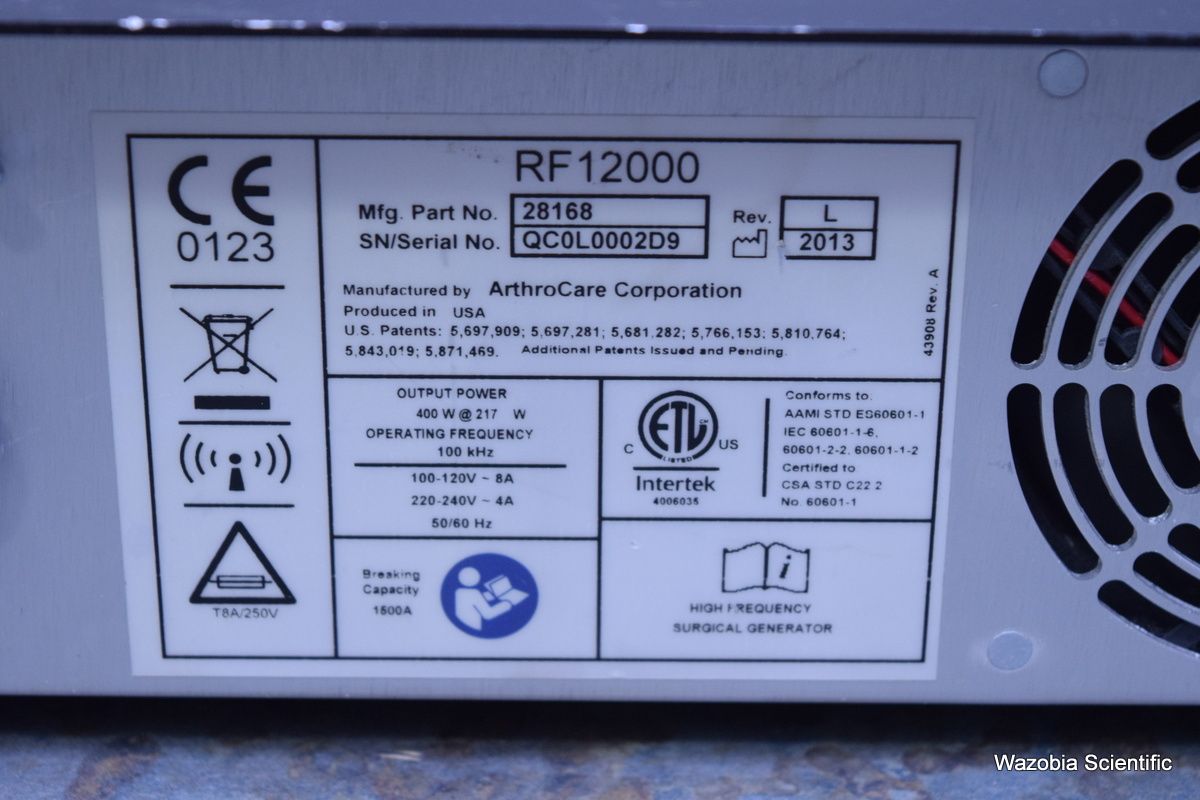 CE
0123
T8A/250V
RF12000
Mfg. Part No. 28168
Rev. L
SN/Serial No. QC0L0002D9
2013
Manufactured by ArthroCare Corporation
Produced in USA
U.S. Patents: 5,697,909; 5,697,281; 5,681,282; 5,766,153; 5,810,764;
5,843,019; 5,871,469. Additional Patents Issued and Pending.
43908 Rev. A
OUTPUT POWER
400 W @ 217 W
OPERATING FREQUENCY
100 kHz
100-120V ~ 8A
220-240V ~ 4A
50/60 Hz
Breaking
Capacity
1500A
ETL CM
LISTED
C US
Intertek
4006035
Conforms to.
AAMI STD ES60601-1
IEC 60601-1-6,
60601-2-2, 60601-1-2
Certified to
CSA STD C22.2
No. 60601-1
i
HIGH FREQUENCY
SURGICAL GENERATOR
Wazobia Scientific